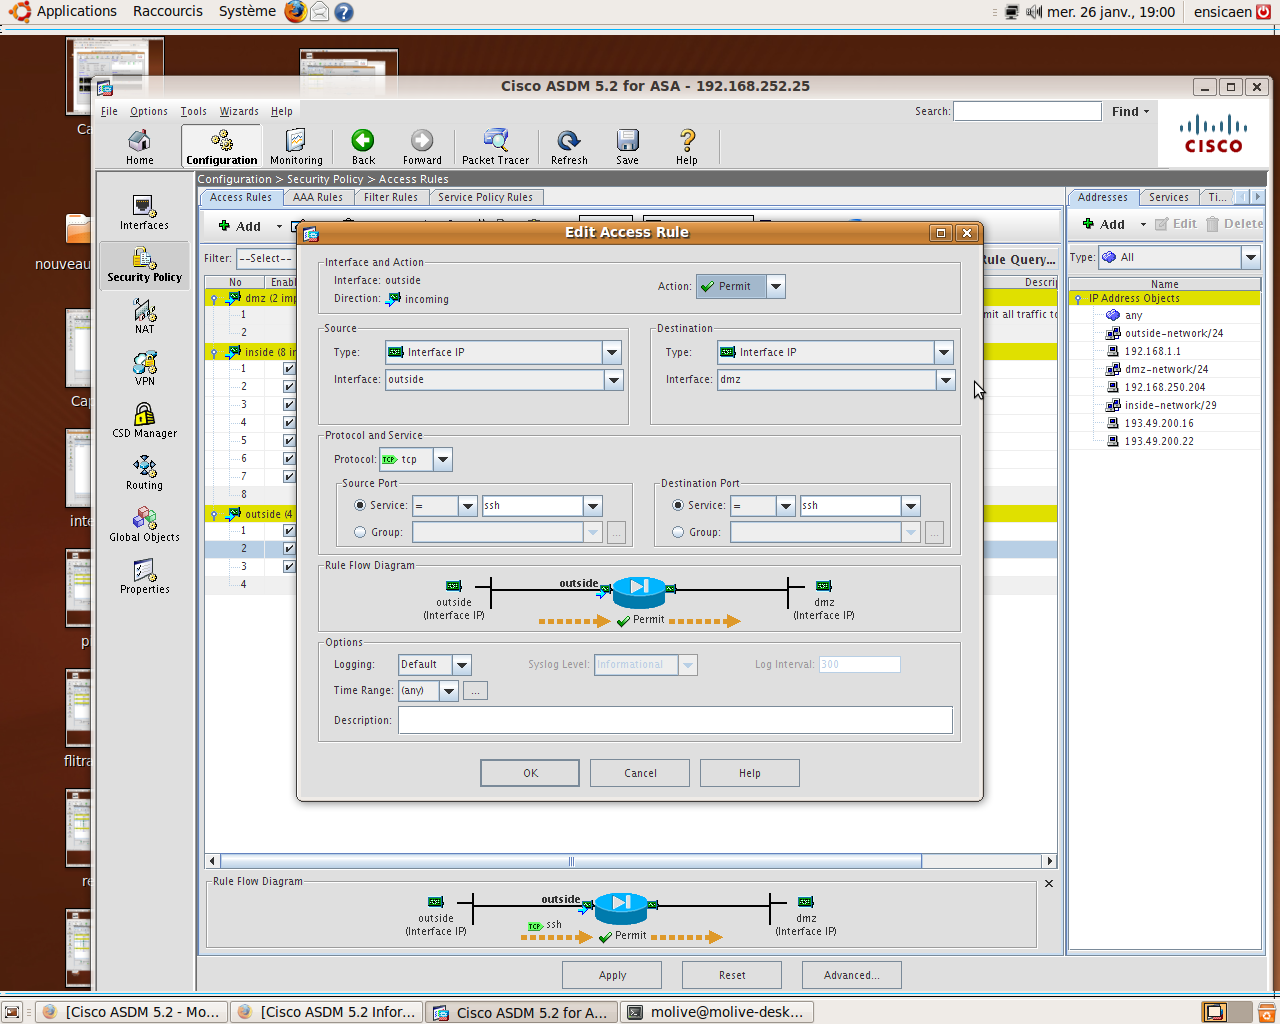 Applications Raccourcis Système mer. 26 janv., 19:00 ensicaen
Cisco ASDM 5.2 for ASA - 192.168.252.25
File Options Tools Wizards Help Search: Find
Home Configuration Monitoring Back Forward Packet Tracer Refresh Save Help
CISCO
Configuration > Security Policy > Access Rules
Access Rules AAA Rules Filter Rules Service Policy Rules
Addresses Services Ti...
Add
Add Edit Delete
Filter: --Select--
Rule Query...
Type: All
No Enabl Descrip
Name
dmz (2 imp
1 mit all traffic to
2
inside (8 in
1
2
3
4
5
6
7
8
outside (4
1
2
3
4
IP Address Objects
any
outside-network/24
192.168.1.1
dmz-network/24
192.168.250.204
inside-network/29
193.49.200.16
193.49.200.22
Interfaces
Security Policy
NAT
VPN
CSD Manager
Routing
Global Objects
Properties
Ca
nouveau
Cap
inte
p
flitra
re
Edit Access Rule
Interface and Action
Interface: outside
Direction: incoming
Action: Permit
Source
Type: Interface IP
Interface: outside
Destination
Type: Interface IP
Interface: dmz
Protocol and Service
Protocol: TCP tcp
Source Port
Service: = ssh
Group: ...
Destination Port
Service: = ssh
Group: ...
Rule Flow Diagram
outside
outside
(Interface IP)
Permit
dmz
(Interface IP)
Options
Logging: Default Syslog Level: Informational Log Interval: 300
Time Range: (any) ...
Description:
OK Cancel Help
Rule Flow Diagram
outside
outside
(Interface IP)
TCP ssh
Permit
dmz
(Interface IP)
Apply Reset Advanced...
[Cisco ASDM 5.2 - Mo... [Cisco ASDM 5.2 Infor... Cisco ASDM 5.2 for A... molive@molive-desk...